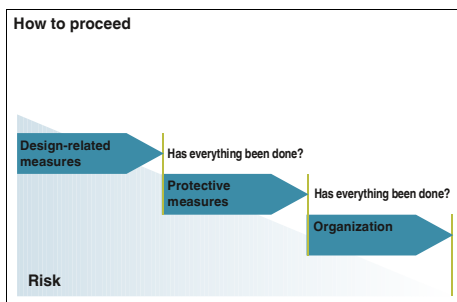 How to proceed
Design-related
measures
Has everything been done?
Protective
measures
Has everything been done?
Organization
Risk